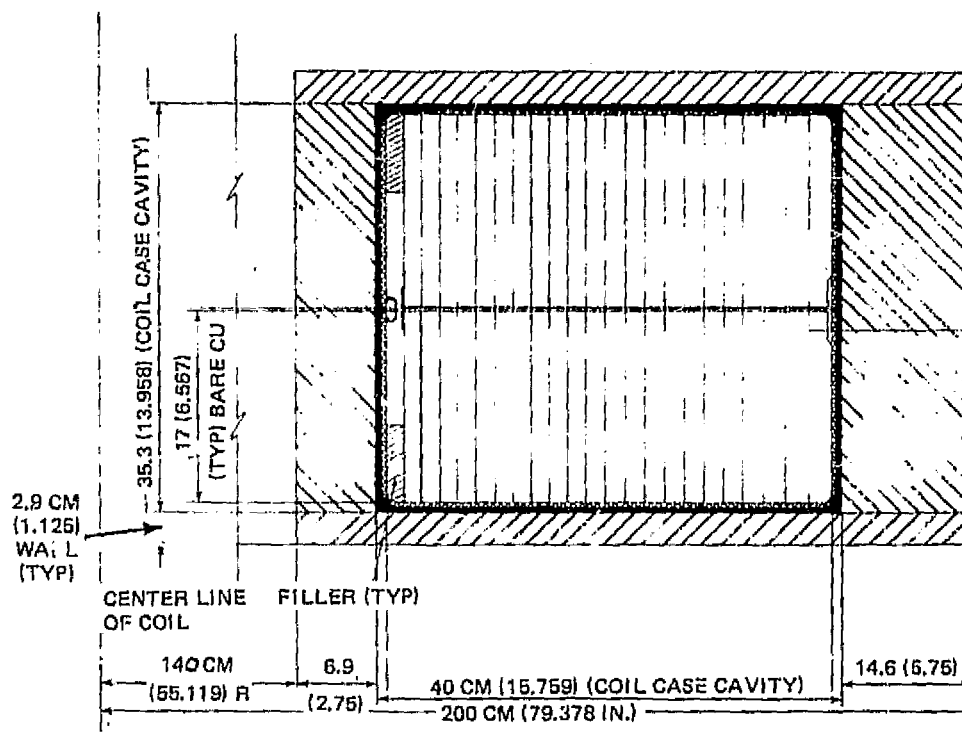 35.3 (13.958) (COIL CASE CAVITY)
17 (6.567)
(TYP) BARE CU
2.9 CM
(1.125)
WALL
(TYP)
CENTER LINE
OF COIL
FILLER (TYP)
140 CM
(55.119) R
6.9
(2.75)
40 CM (15.759) (COIL CASE CAVITY)
14.6 (5.75)
200 CM (79.378 IN.)